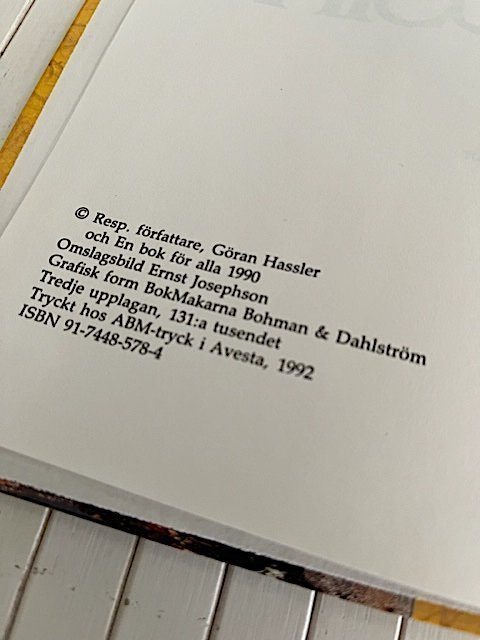 © Resp. författare, Göran Hassler
och En bok för alla 1990
Omslagsbild Ernst Josephson
Grafisk form BokMakarna Bohman & Dahlström
Tredje upplagan, 131:a tusendet
Tryckt hos ABM-tryck i Avesta, 1992
ISBN 91-7448-578-4